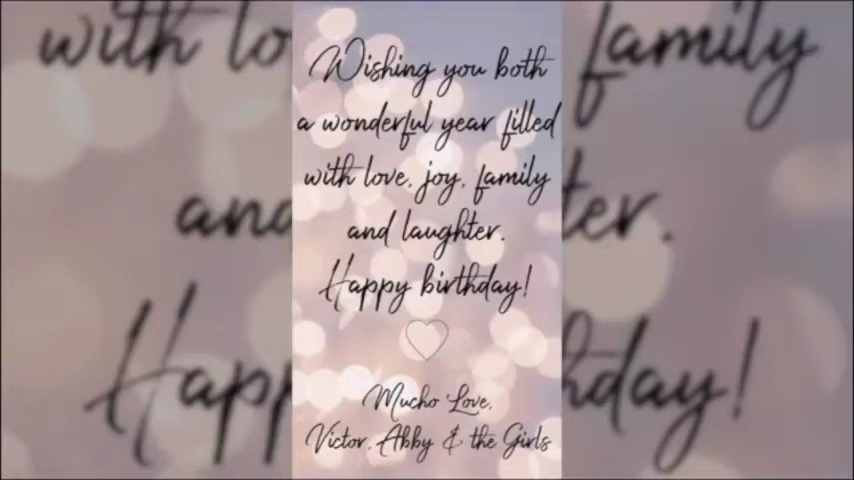 Wishing you both
a wonderful year filled
with love, joy, family
and laughter.
Happy birthday!
Mucho Love,
Victor, Abby & the Girls